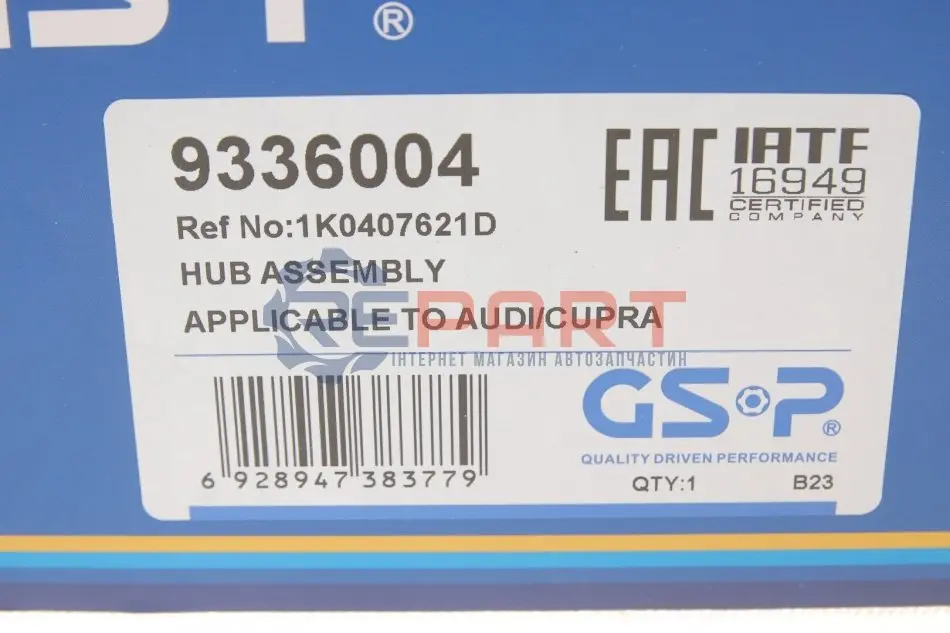 ®
9336004
EAC
IATF
16949
CERTIFIED
COMPANY
Ref No:1K0407621D
HUB ASSEMBLY
APPLICABLE TO AUDI/CUPRA
REPART
ІНТЕРНЕТ МАГАЗИН АВТОЗАПЧАСТИН
GSP®
QUALITY DRIVEN PERFORMANCE
6 928947 383779
QTY:1 B23